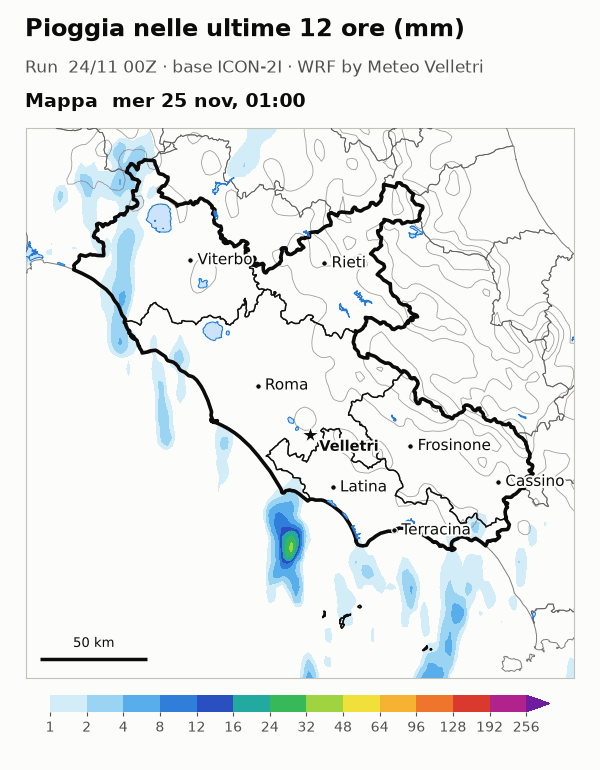 Pioggia nelle ultime 12 ore (mm)
Run 24/11 00Z · base ICON-2I · WRF by Meteo Velletri
Mappa mer 25 nov, 01:00
Viterbo
Rieti
Roma
Velletri
Frosinone
Latina
Cassino
Terracina
50 km
1 2 4 8 12 16 24 32 48 64 96 128 192 256